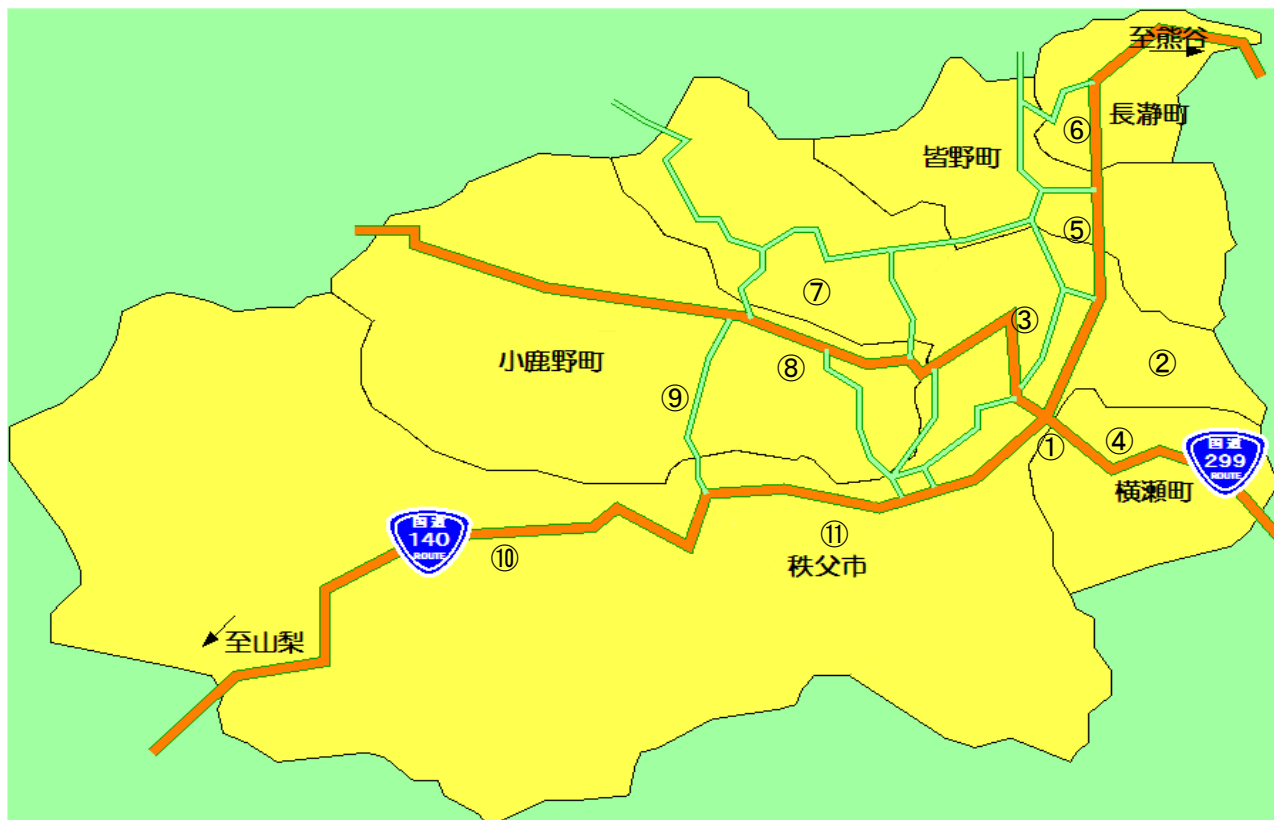 至熊谷
長瀞町
⑥
皆野町
⑤
⑦
③
小鹿野町
⑧
②
⑨
①
④
国道
299
ROUTE
横瀬町
国道
140
ROUTE
⑩
⑪
秩父市
至山梨